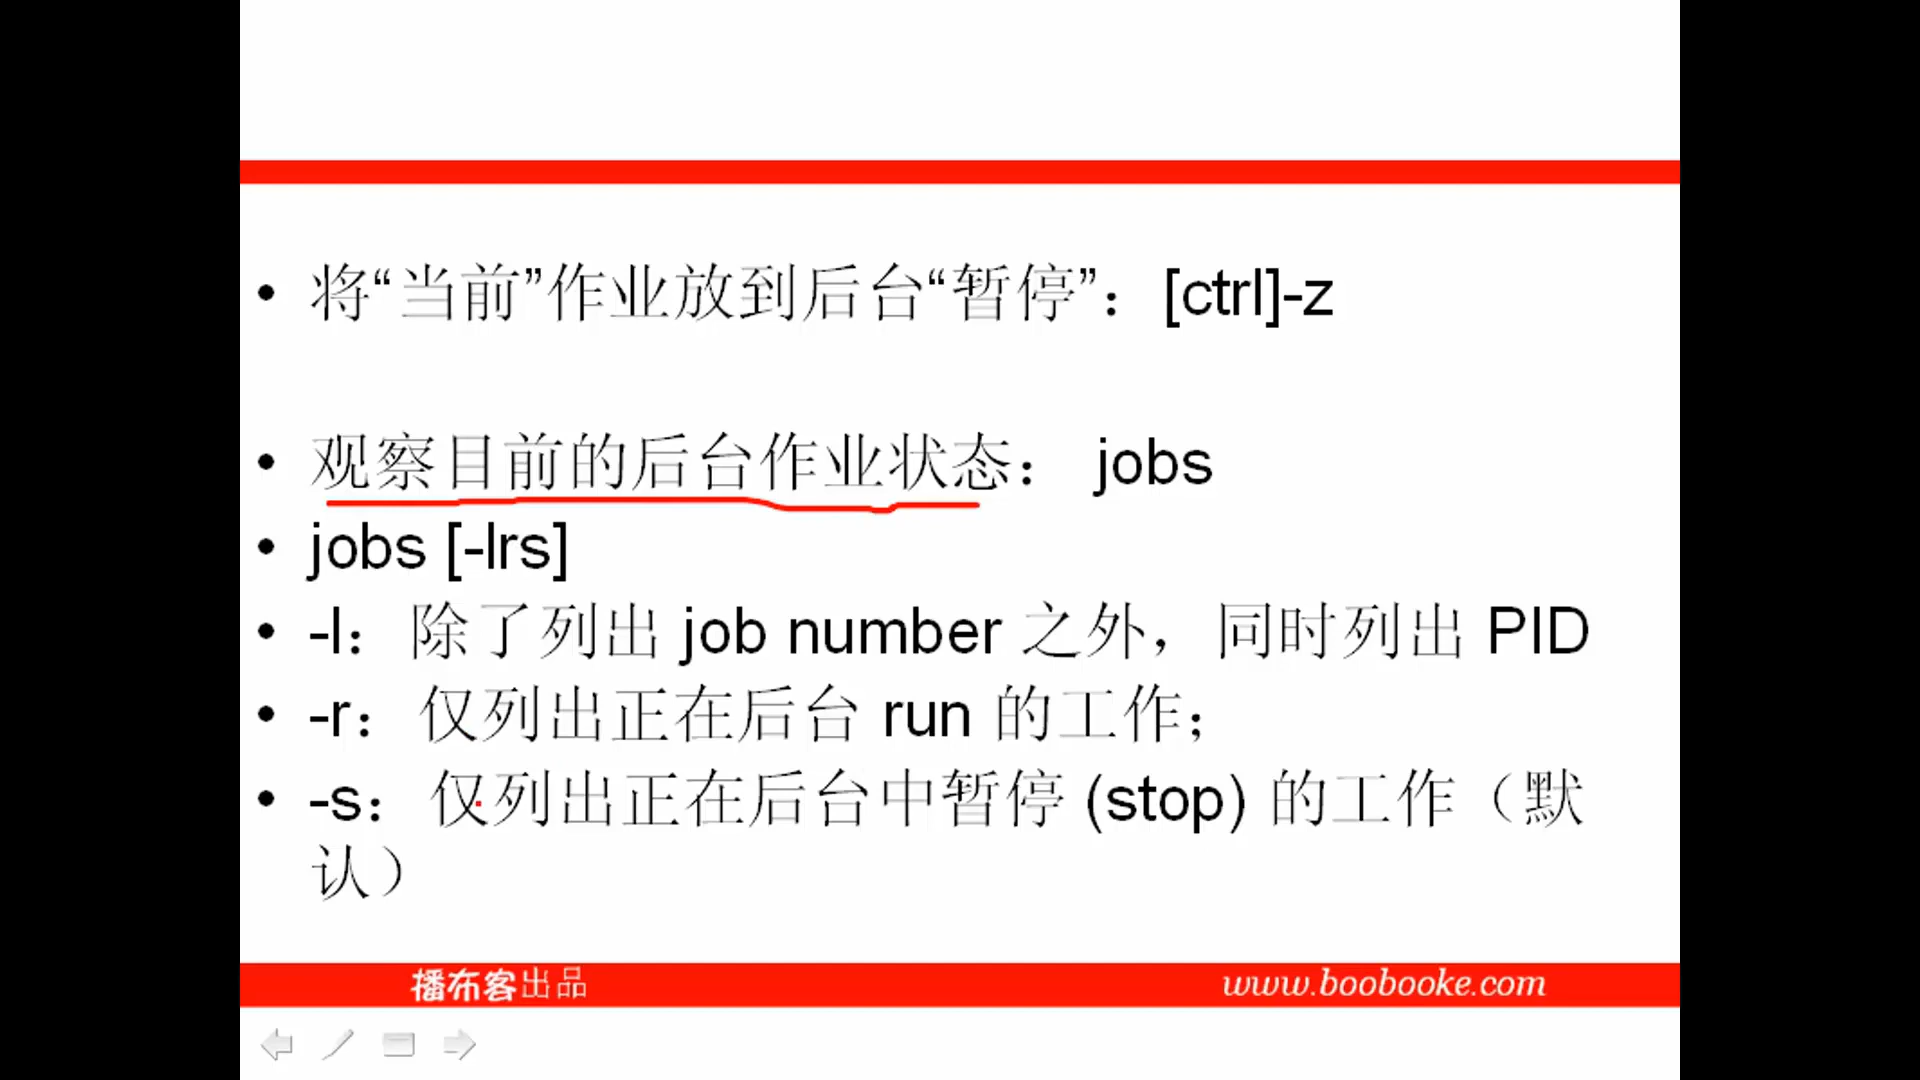 • 将“当前”作业放到后台“暂停”：[ctrl]-z
• 观察目前的后台作业状态： jobs
• jobs [-lrs]
• -l：除了列出 job number 之外，同时列出 PID
• -r：仅列出正在后台 run 的工作；
• -s：仅列出正在后台中暂停 (stop) 的工作（默
认）
播布客出品
www.boobooke.com